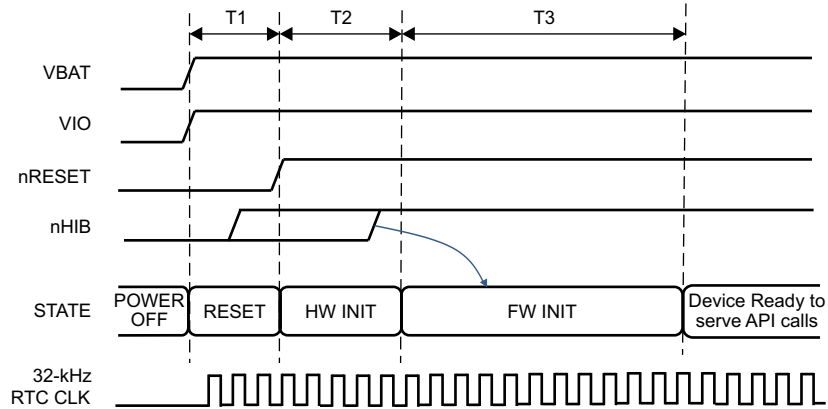 T1 T2 T3
VBAT
VIO
nRESET
nHIB
STATE
POWER
OFF
RESET
HW INIT
FW INIT
Device Ready to
serve API calls
32-kHz
RTC CLK